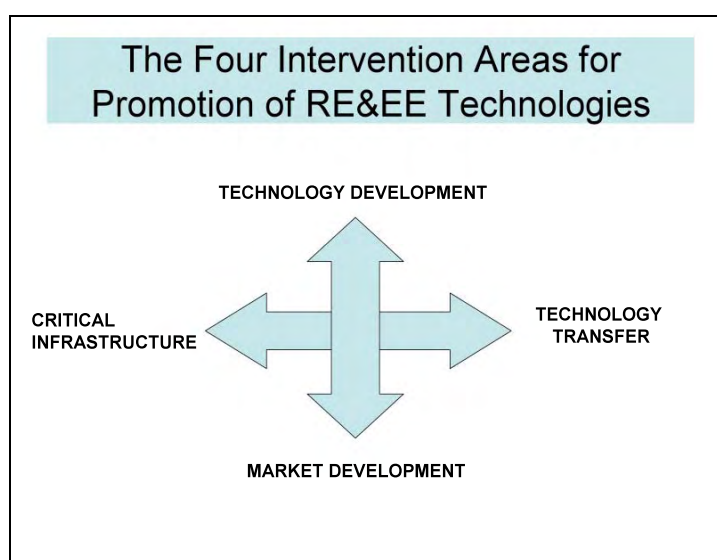 The Four Intervention Areas for
Promotion of RE&EE Technologies
TECHNOLOGY DEVELOPMENT
CRITICAL
INFRASTRUCTURE
TECHNOLOGY
TRANSFER
MARKET DEVELOPMENT